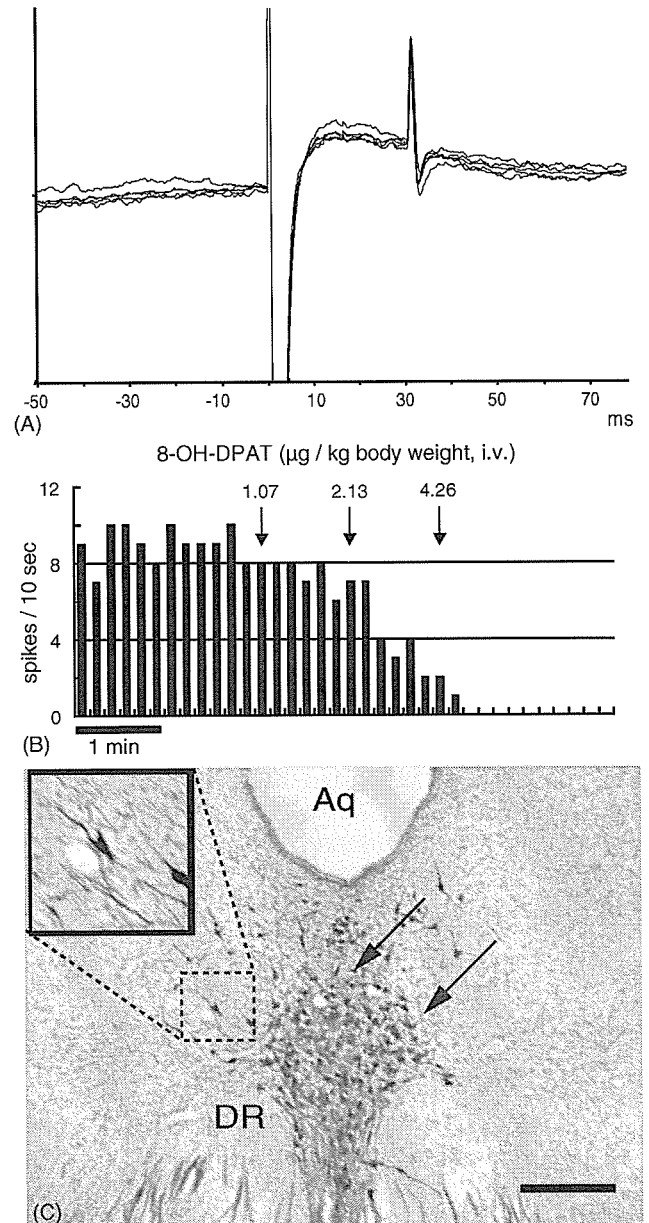 -50 -30 -10 10 30 50 70
ms
(A)
8-OH-DPAT (µg / kg body weight, i.v.)
12 1.07 2.13 4.26
8
4
0
spikes / 10 sec
(B) 1 min
Aq
DR
(C)